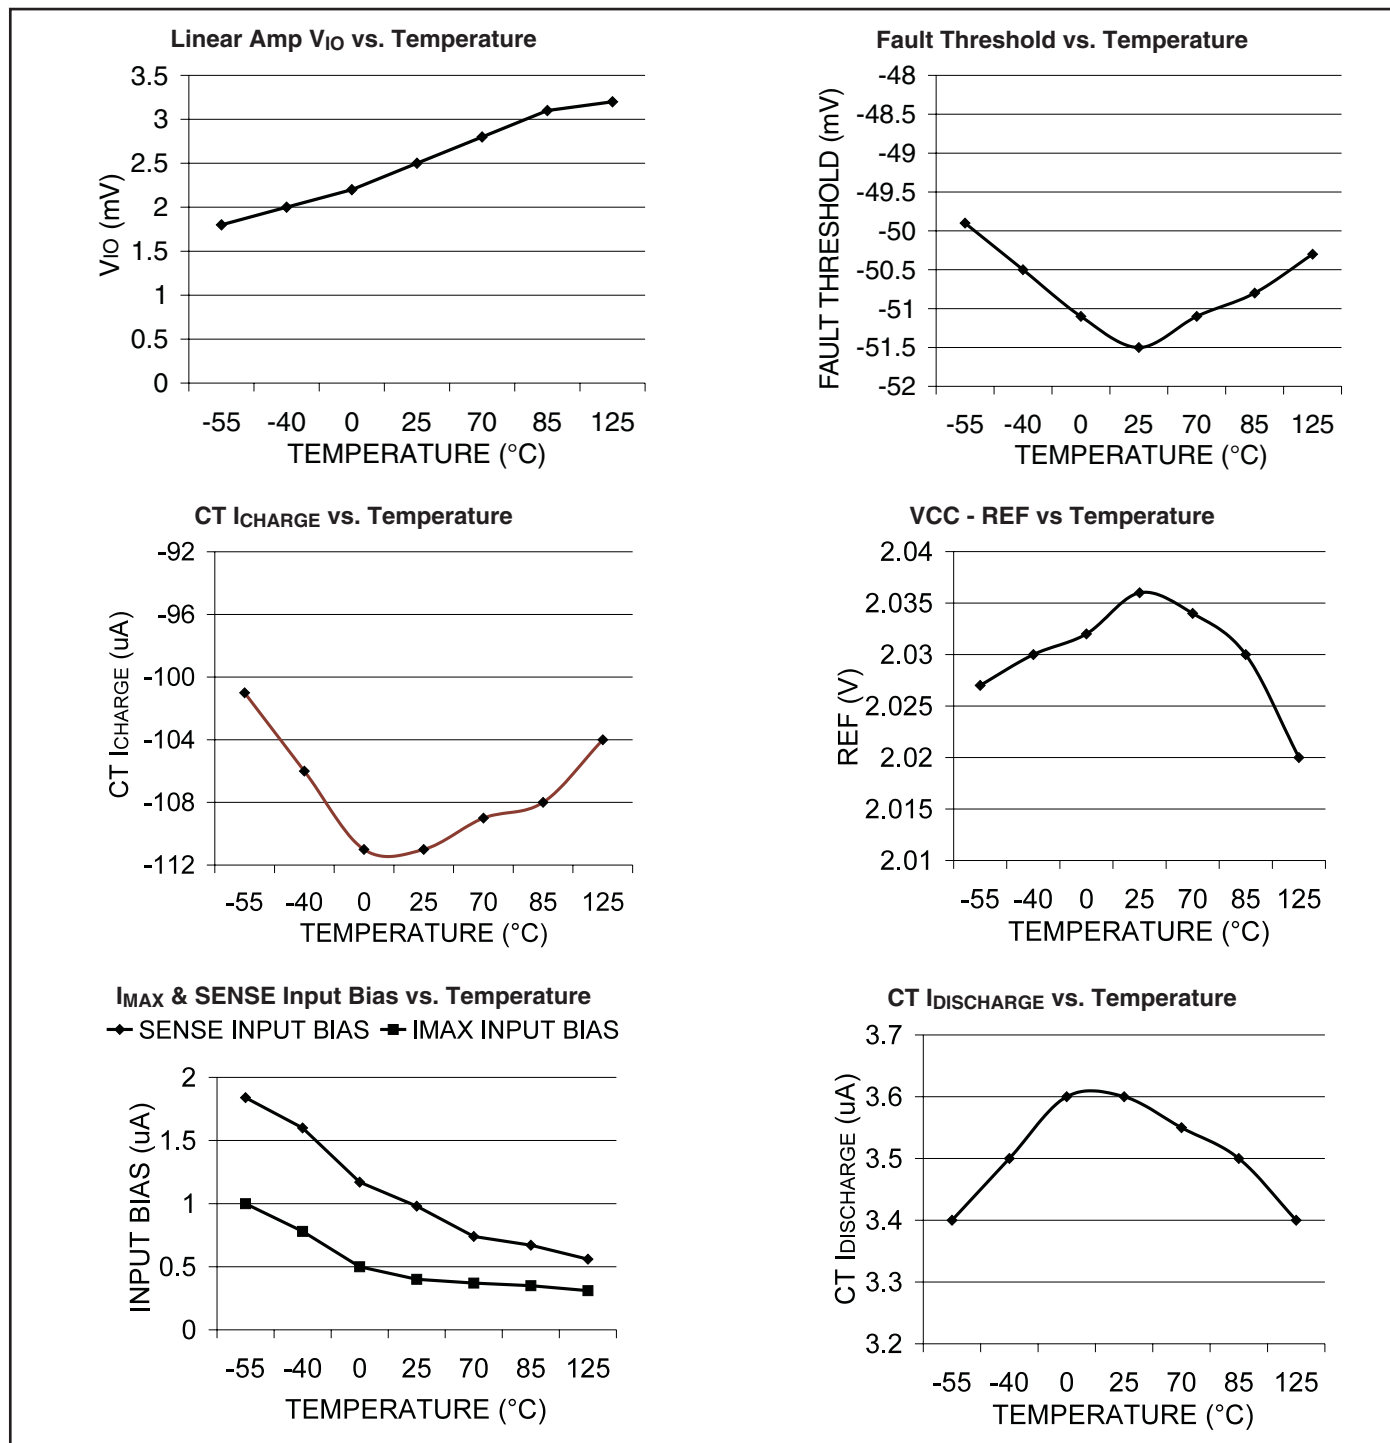 Linear Amp VIO vs. Temperature
3.5
3
2.5
2
1.5
1
0.5
0
VIO (mV)
-55 -40 0 25 70 85 125
TEMPERATURE (°C)
Fault Threshold vs. Temperature
-48
-48.5
-49
-49.5
-50
-50.5
-51
-51.5
-52
FAULT THRESHOLD (mV)
-55 -40 0 25 70 85 125
TEMPERATURE (°C)
CT ICHARGE vs. Temperature
-92
-96
-100
-104
-108
-112
CT ICHARGE (uA)
-55 -40 0 25 70 85 125
TEMPERATURE (°C)
VCC - REF vs Temperature
2.04
2.035
2.03
2.025
2.02
2.015
2.01
REF (V)
-55 -40 0 25 70 85 125
TEMPERATURE (°C)
IMAX & SENSE Input Bias vs. Temperature
SENSE INPUT BIAS IMAX INPUT BIAS
2
1.5
1
0.5
0
INPUT BIAS (uA)
-55 -40 0 25 70 85 125
TEMPERATURE (°C)
CT IDISCHARGE vs. Temperature
3.7
3.6
3.5
3.4
3.3
3.2
CT IDISCHARGE (uA)
-55 -40 0 25 70 85 125
TEMPERATURE (°C)